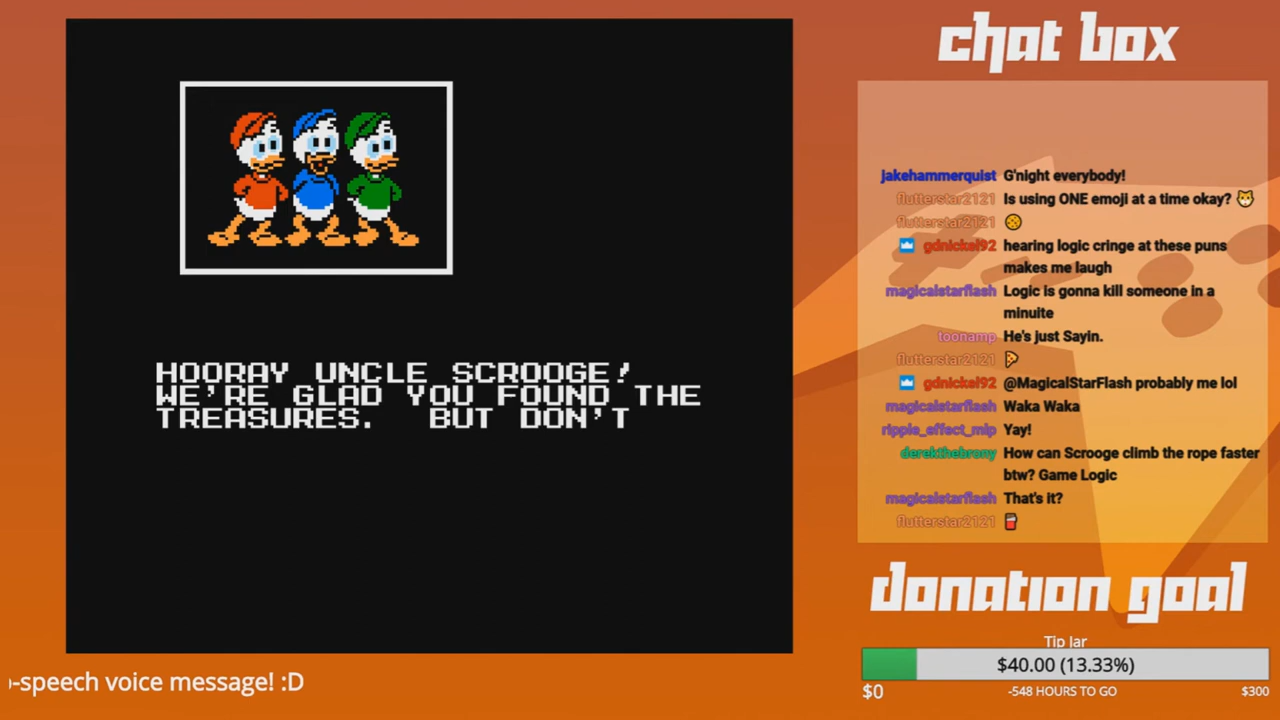 chat box
HOORAY UNCLE SCROOGE!
WE'RE GLAD YOU FOUND THE
TREASURES. BUT DON'T
jakehammerquist G'night everybody!
flutterstar2121 Is using ONE emoji at a time okay? 🐱
flutterstar2121 🍪
gdnickel92 hearing logic cringe at these puns
makes me laugh
magicalstarflash Logic is gonna kill someone in a
minuite
toonamp He's just Sayin.
flutterstar2121 🍕
gdnickel92 @MagicalStarFlash probably me lol
magicalstarflash Waka Waka
ripple_effect_mlp Yay!
derekthebrony How can Scrooge climb the rope faster
btw? Game Logic
magicalstarflash That's it?
flutterstar2121
donation goal
Tip Jar
$40.00 (13.33%)
$0 -548 HOURS TO GO $300
-speech voice message! :D